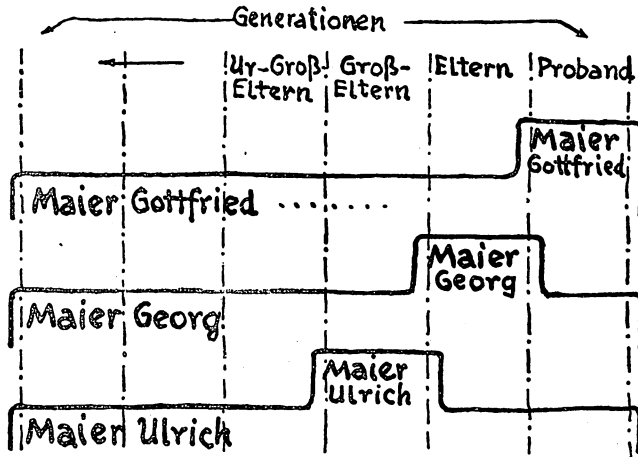 Generationen
Ur-Groß- Groß- Eltern Proband
Eltern Eltern
Maier
Gottfried
Maier Gottfried ........
Maier
Georg
Maier Georg
Maier
Ulrich
Maien Ulrich